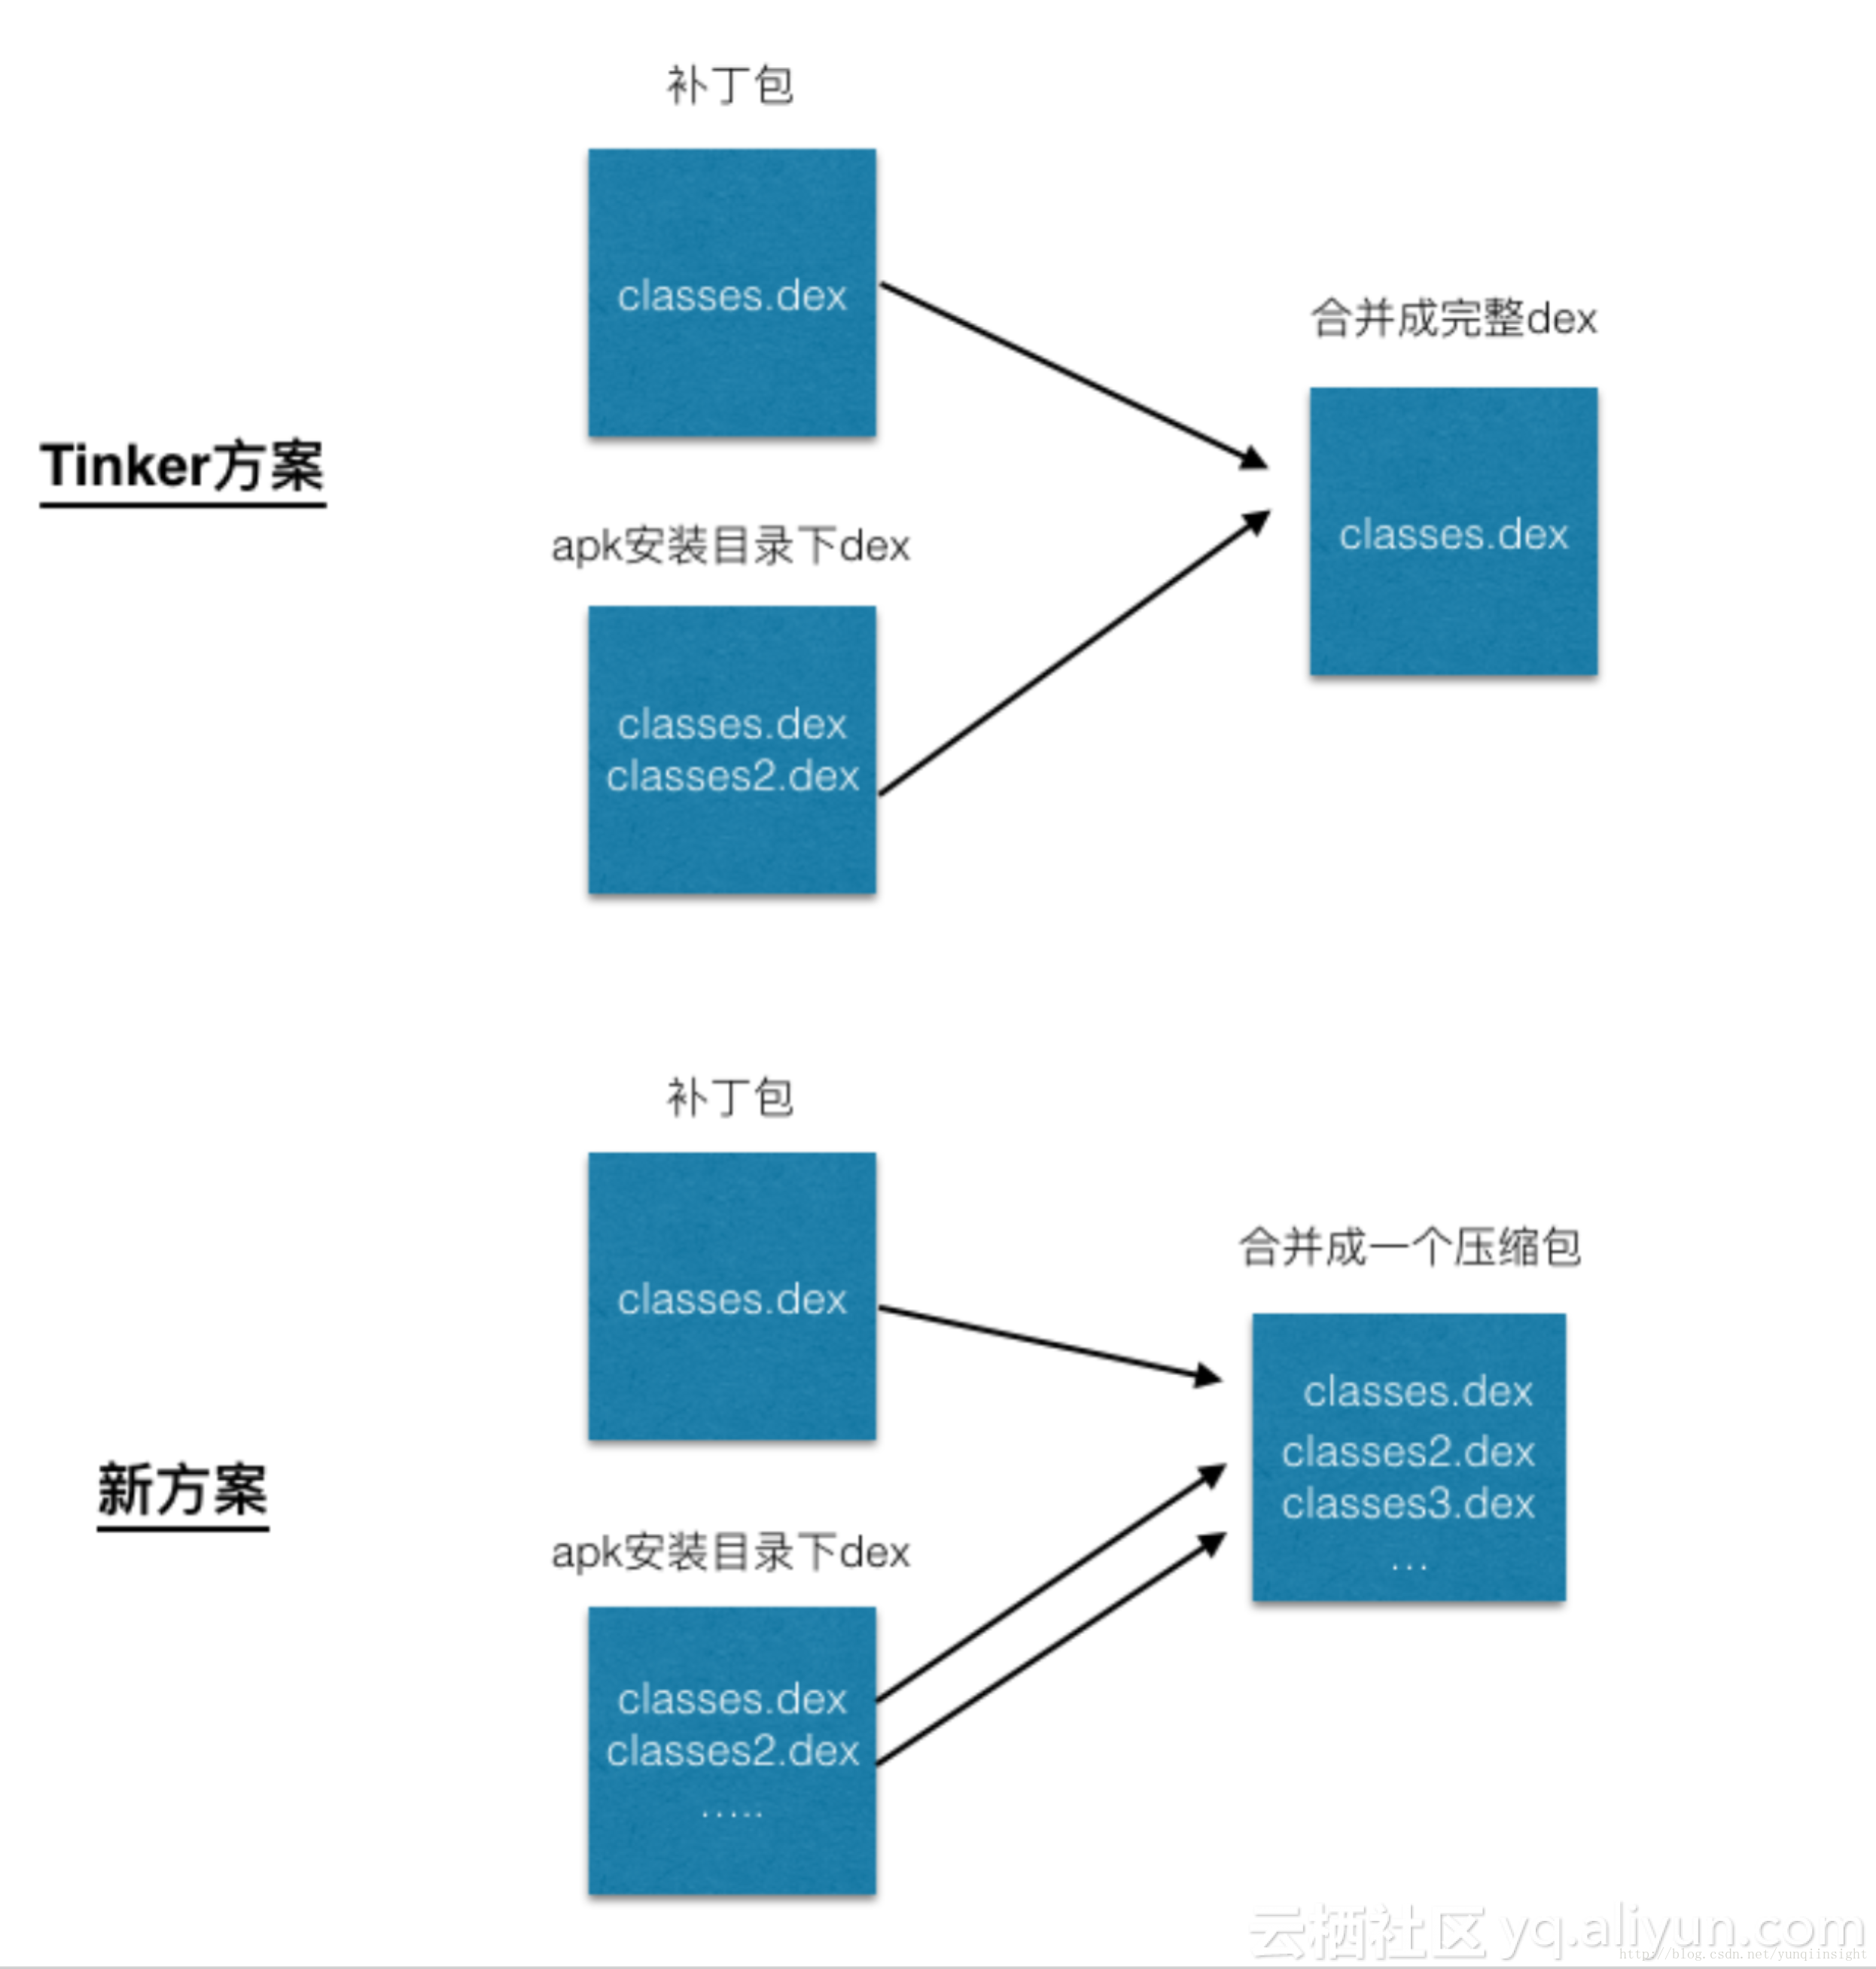 补丁包
classes.dex
合并成完整dex
classes.dex
Tinker方案
apk安装目录下dex
classes.dex
classes2.dex
补丁包
classes.dex
合并成一个压缩包
classes.dex
classes2.dex
classes3.dex
...
新方案
apk安装目录下dex
classes.dex
classes2.dex
.....
云栖社区 yq.aliyun.com
http://blog.csdn.net/yunqiinsight